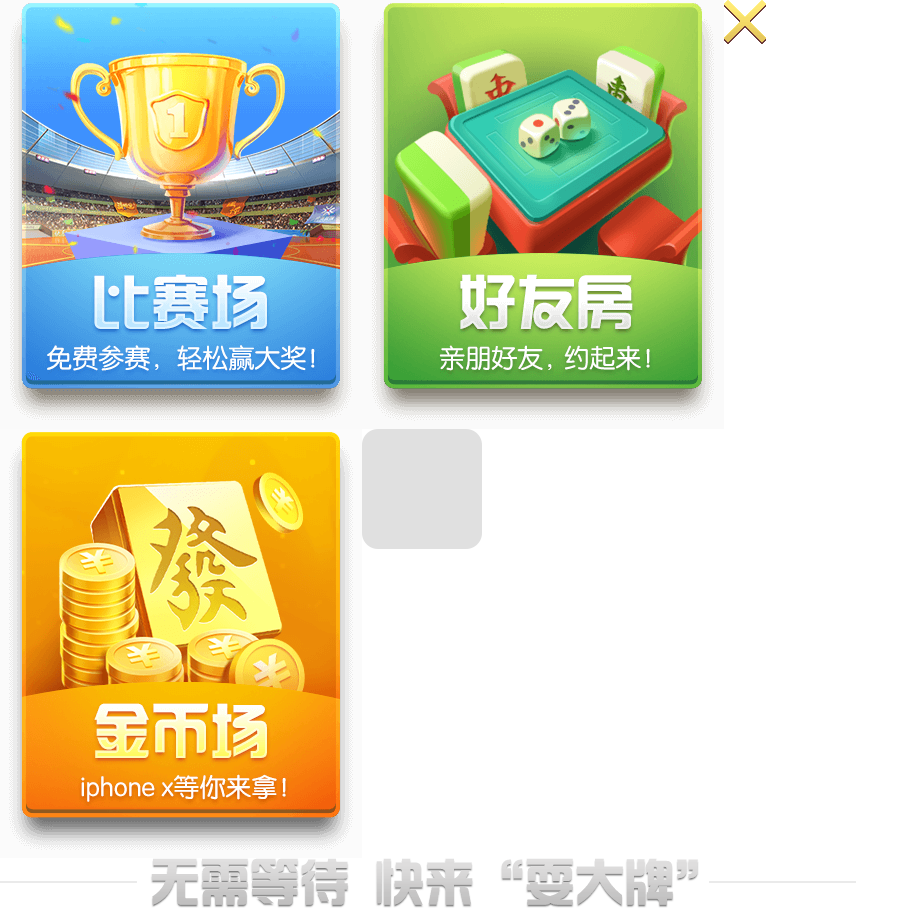 1
比赛场
免费参赛，轻松赢大奖！
好友房
亲朋好友，约起来！
發
金币场
iphone x等你来拿！
无需等待 快来“耍大牌”